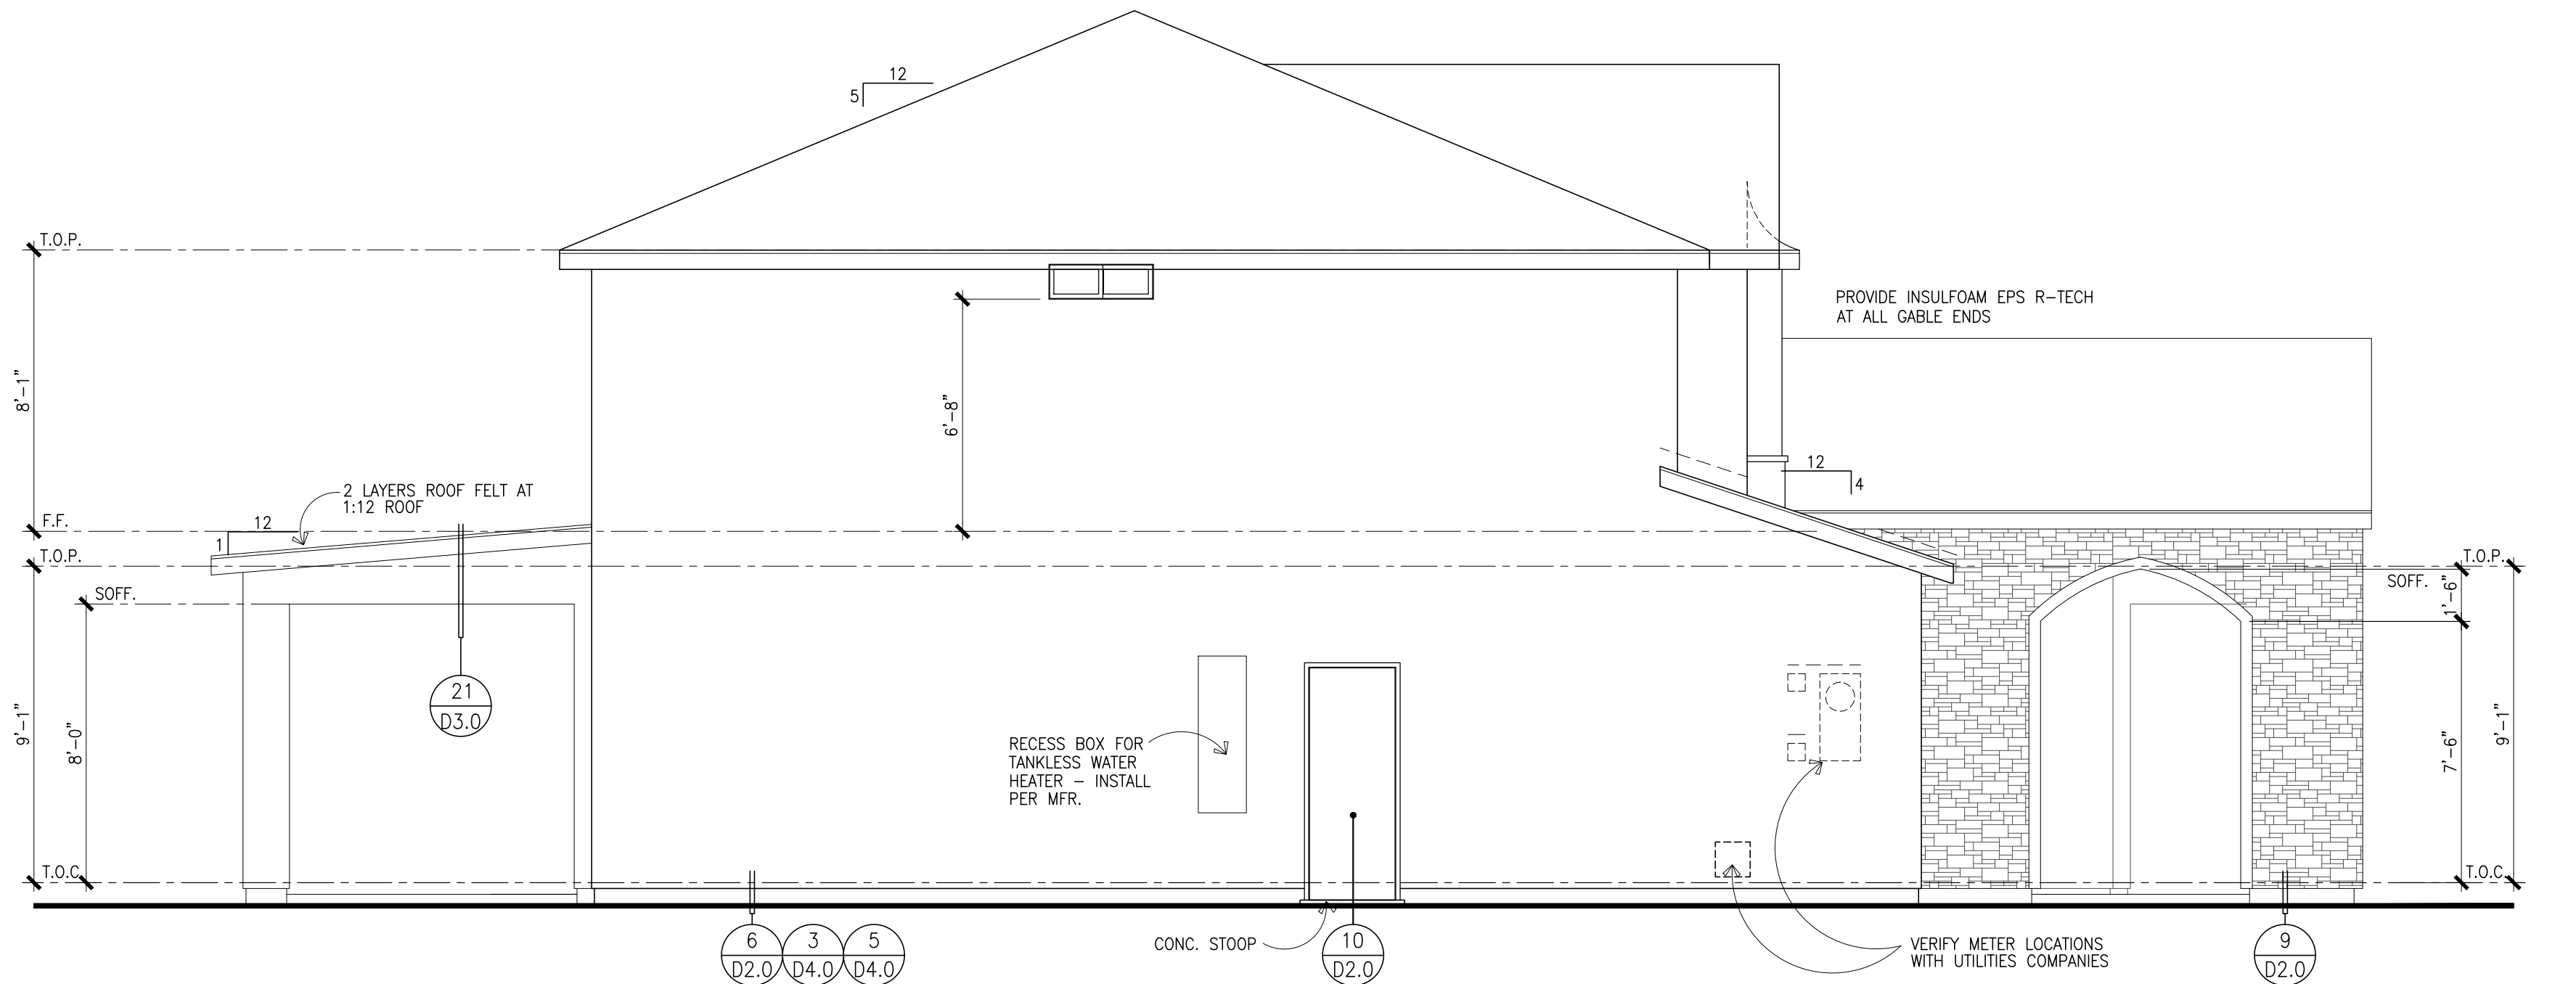 12
5
T.O.P.
PROVIDE INSULFOAM EPS R-TECH
AT ALL GABLE ENDS
8'-1"
6'-8"
12
4
2 LAYERS ROOF FELT AT
1:12 ROOF
F.F.
12
1
T.O.P.
T.O.P.
SOFF.
SOFF.
1'-6"
21
D3.0
9'-1"
8'-0"
RECESS BOX FOR
TANKLESS WATER
HEATER - INSTALL
PER MFR.
7'-6"
9'-1"
T.O.C.
T.O.C.
6
D2.0
3
D4.0
5
D4.0
CONC. STOOP
10
D2.0
VERIFY METER LOCATIONS
WITH UTILITIES COMPANIES
9
D2.0